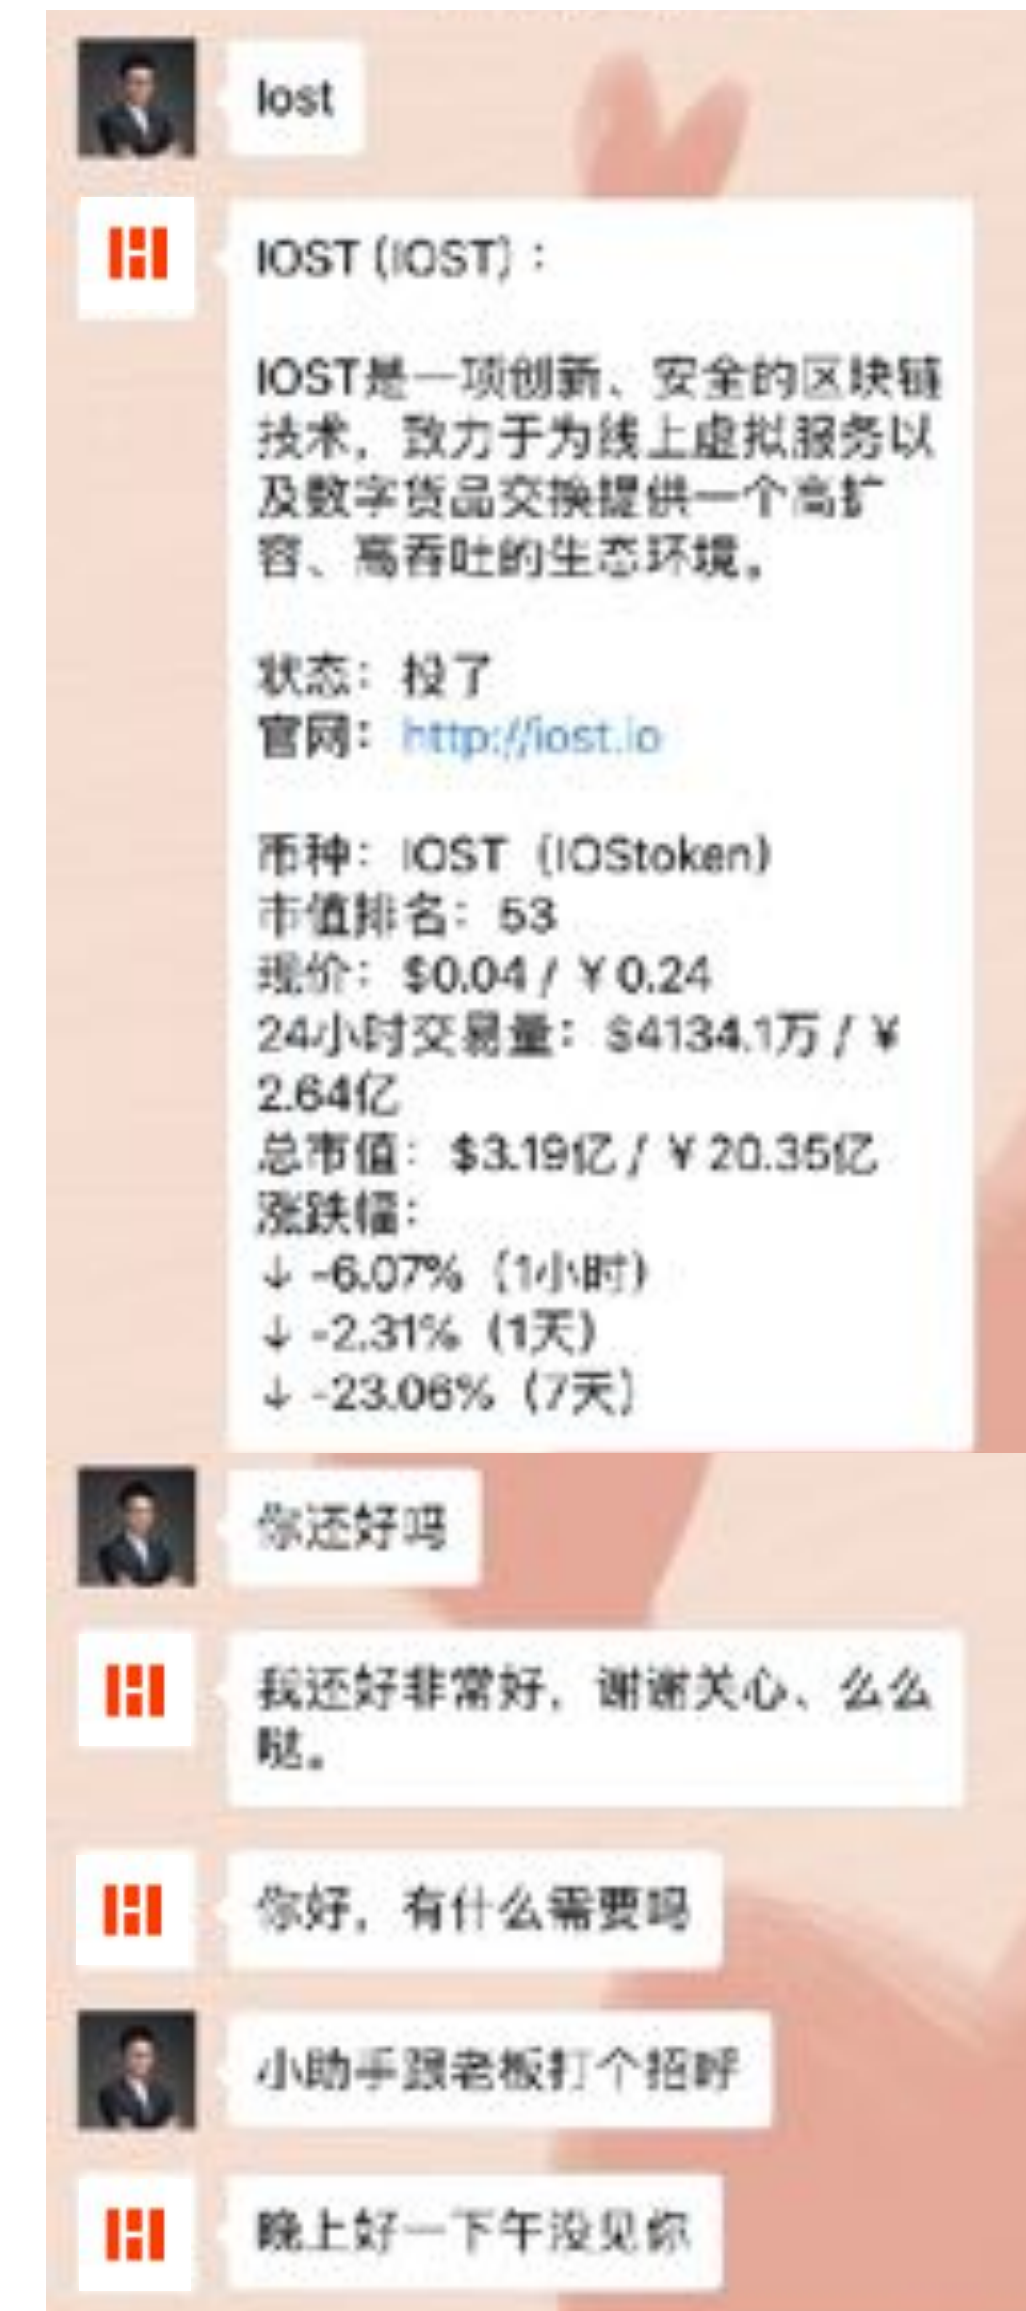 Iost
IOST (IOST)：
IOST是一项创新、安全的区块链
技术，致力于为线上虚拟服务以
及数字货品交换提供一个高扩
容、高吞吐的生态环境。
状态：投了
官网：http://iost.io
币种：IOST（IOStoken）
市值排名：53
现价：$0.04 / ￥0.24
24小时交易量：$4134.1万 / ￥
2.64亿
总市值：$3.19亿 / ￥20.35亿
涨跌幅：
↓ -6.07%（1小时）
↓ -2.31%（1天）
↓ -23.06%（7天）
你还好吗
我还好非常好，谢谢关心、么么
哒。
你好，有什么需要吗
小助手跟老板打个招呼
晚上好一下午没见你